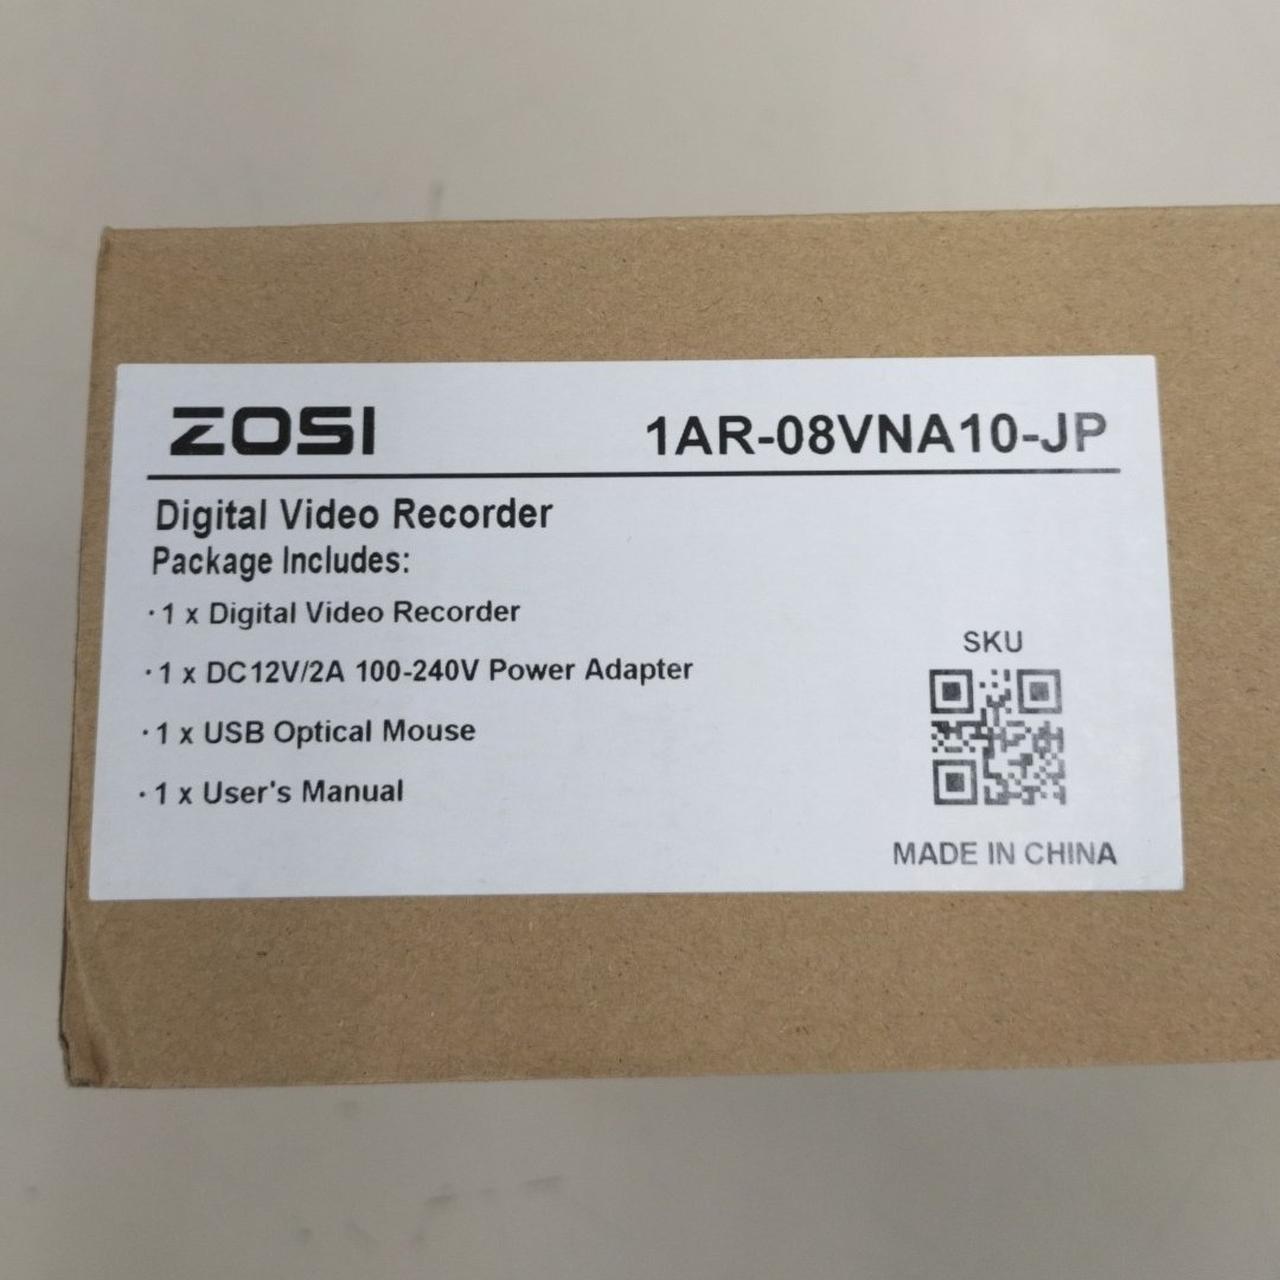 ZOSI 1AR-08VNA10-JP
Digital Video Recorder
Package Includes:
· 1 x Digital Video Recorder
· 1 x DC12V/2A 100-240V Power Adapter
· 1 x USB Optical Mouse
· 1 x User's Manual
SKU
MADE IN CHINA